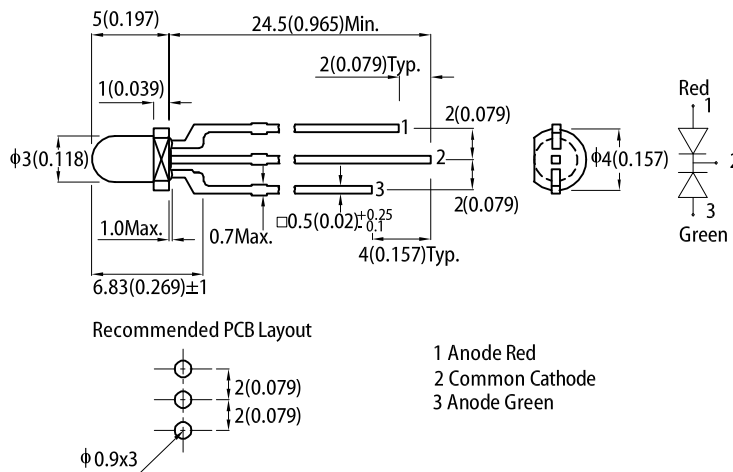 5(0.197)
24.5(0.965)Min.
2(0.079)Typ.
1(0.039)
2(0.079)
Red
1
1
ϕ3(0.118)
2
ϕ4(0.157)
2
3
2(0.079)
3
1.0Max.
0.7Max.
□0.5(0.02)+0.25 -0.1
Green
4(0.157)Typ.
6.83(0.269)±1
Recommended PCB Layout
2(0.079)
2(0.079)
ϕ0.9x3
1 Anode Red
2 Common Cathode
3 Anode Green